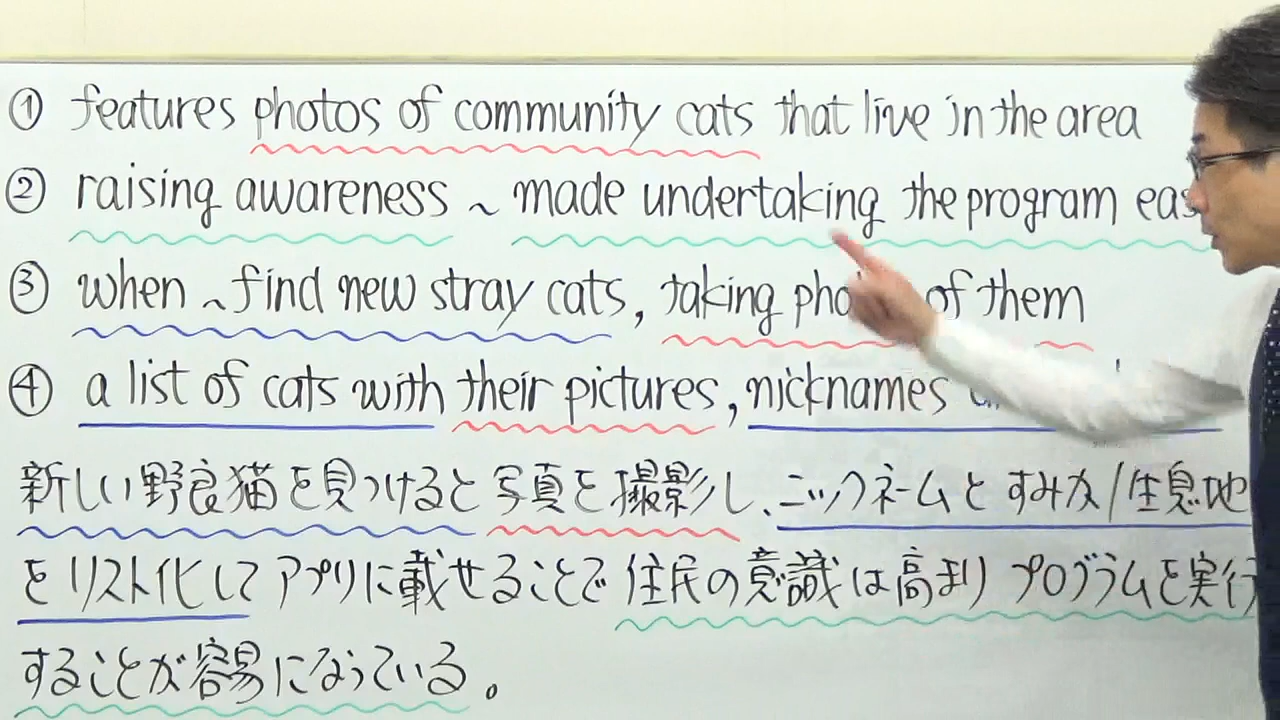 ① features photos of community cats that live in the area
② raising awareness ~ made undertaking the program
③ when ~ find new stray cats, taking of them
④ a list of cats with their pictures, nicknames
新しい野良猫を見つけると写真を撮影し、ニックネームとすみか/生息地
をリスト化してアプリに載せることで住民の意識は高まりプログラムを実行
することが容易になっている。